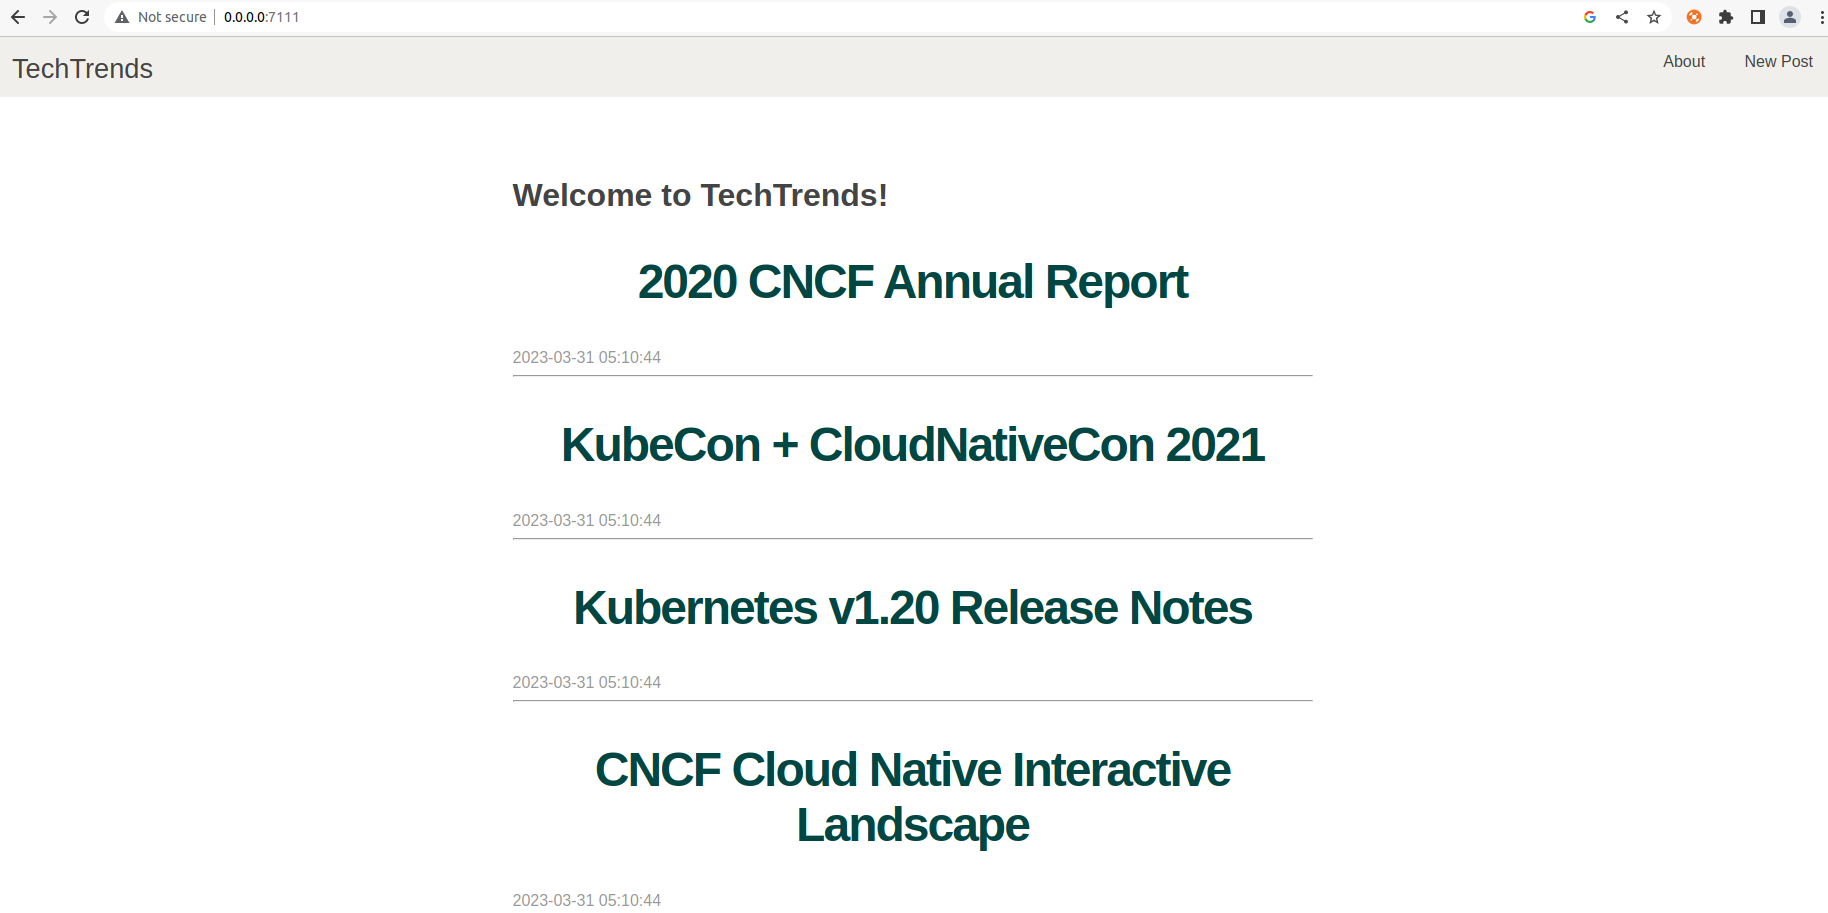 Not secure 0.0.0.0:7111
TechTrends
About New Post
Welcome to TechTrends!
2020 CNCF Annual Report
2023-03-31 05:10:44
KubeCon + CloudNativeCon 2021
2023-03-31 05:10:44
Kubernetes v1.20 Release Notes
2023-03-31 05:10:44
CNCF Cloud Native Interactive
Landscape
2023-03-31 05:10:44